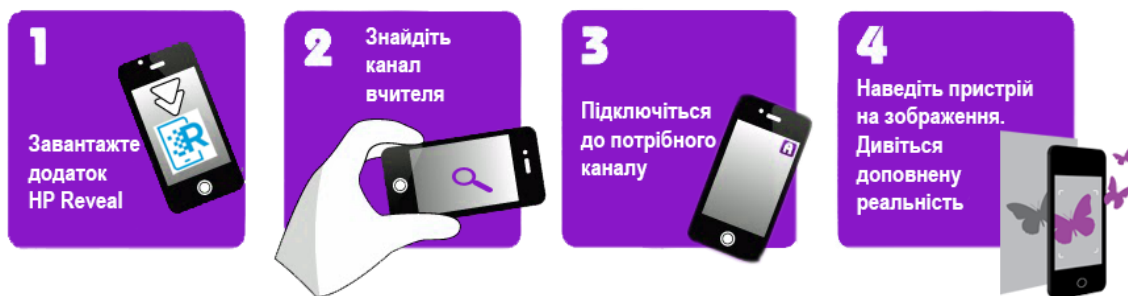 1
Завантажте
додаток
HP Reveal
R
2
Знайдіть
канал
вчителя
3
Підключіться
до потрібного
каналу
A
4
Наведіть пристрій
на зображення.
Дивіться
доповнену
реальність